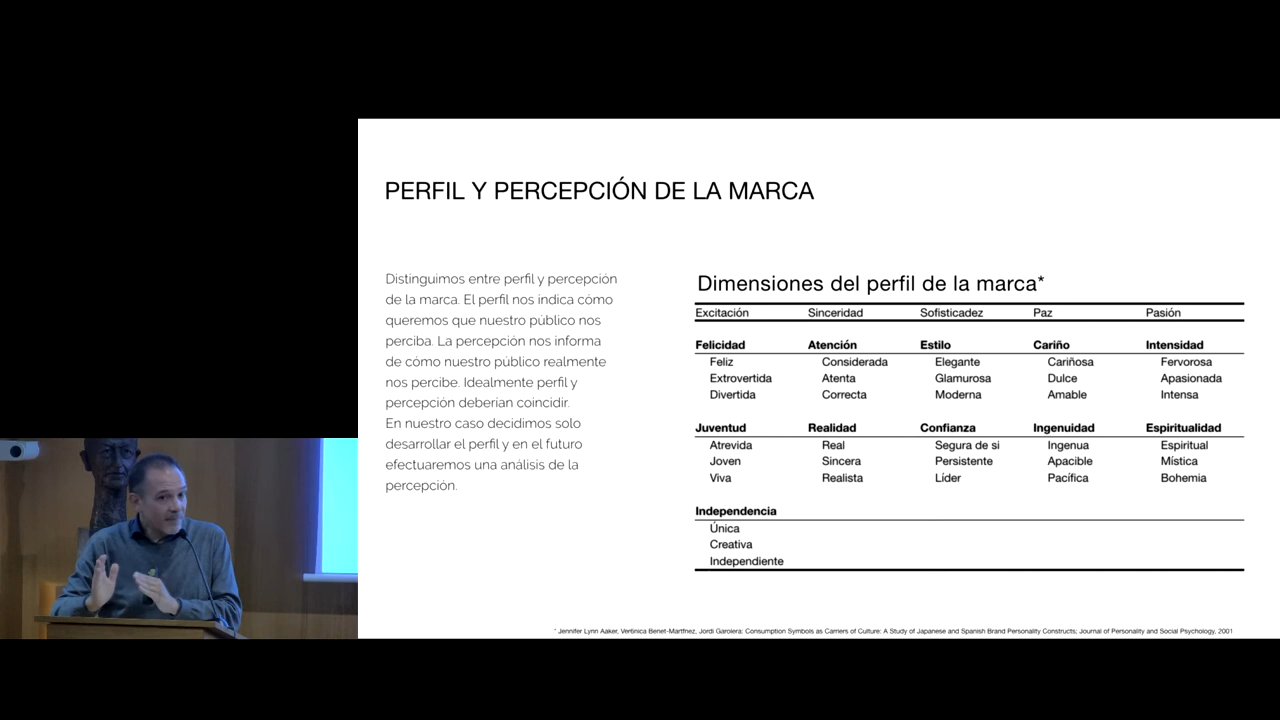 PERFIL Y PERCEPCIÓN DE LA MARCA
Distinguimos entre perfil y percepción
de la marca. El perfil nos indica cómo
queremos que nuestro público nos
perciba. La percepción nos informa
de cómo nuestro público realmente
nos percibe. Idealmente perfil y
percepción deberían coincidir.
En nuestro caso decidimos solo
desarrollar el perfil y en el futuro
efectuaremos una análisis de la
percepción.
Dimensiones del perfil de la marca*
Excitación Sinceridad Sofisticadez Paz Pasión
Felicidad Atención Estilo Cariño Intensidad
Feliz Considerada Elegante Cariñosa Fervorosa
Extrovertida Atenta Glamurosa Dulce Apasionada
Divertida Correcta Moderna Amable Intensa
Juventud Realidad Confianza Ingenuidad Espiritualidad
Atrevida Real Segura de si Ingenua Espiritual
Joven Sincera Persistente Apacible Mística
Viva Realista Líder Pacífica Bohemia
Independencia
Única
Creativa
Independiente
* Jennifer Lynn Aaker, Verónica Benet-Martfnez, Jordi Garolera: Consumption Symbols as Carriers of Culture: A Study of Japanese and Spanish Brand Personality Constructs; Journal of Personality and Social Psychology, 2001